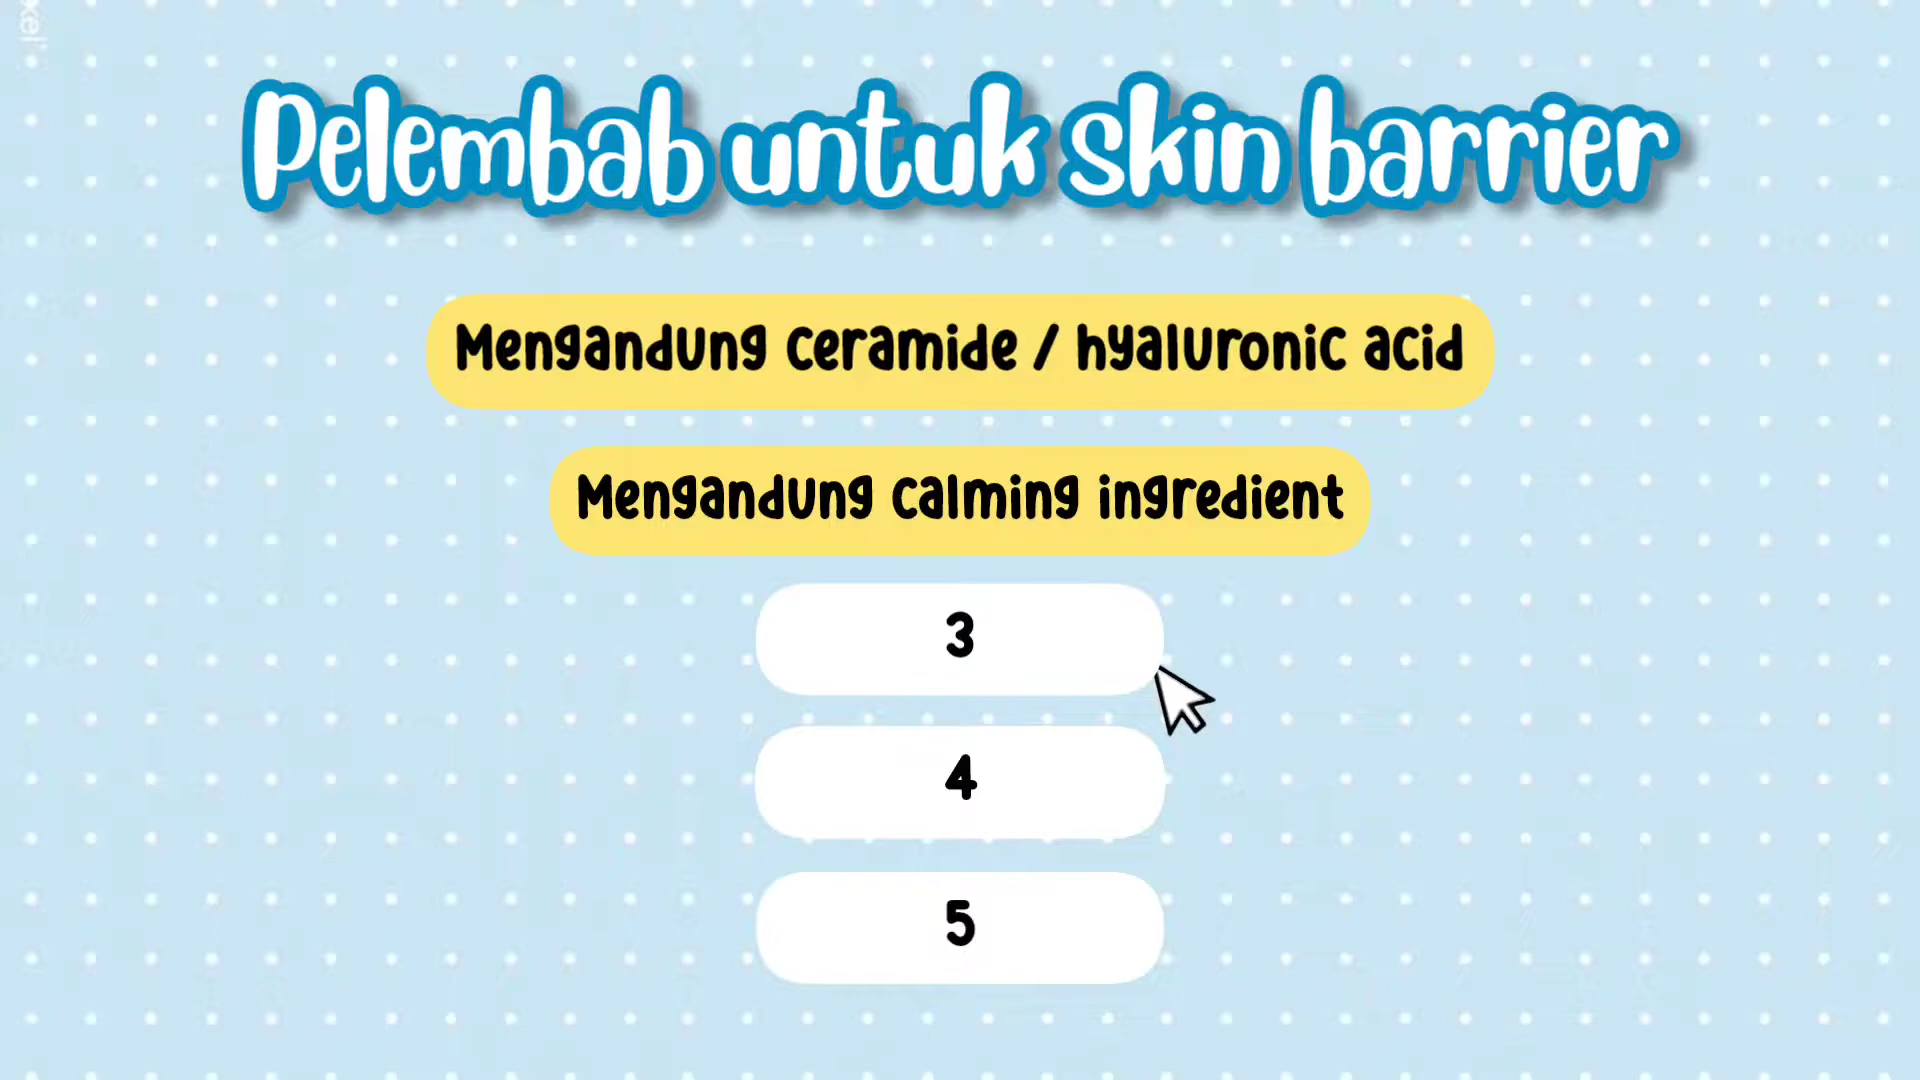 Pelembab untuk skin barrier
Mengandung ceramide / hyaluronic acid
Mengandung calming ingredient
3
4
5